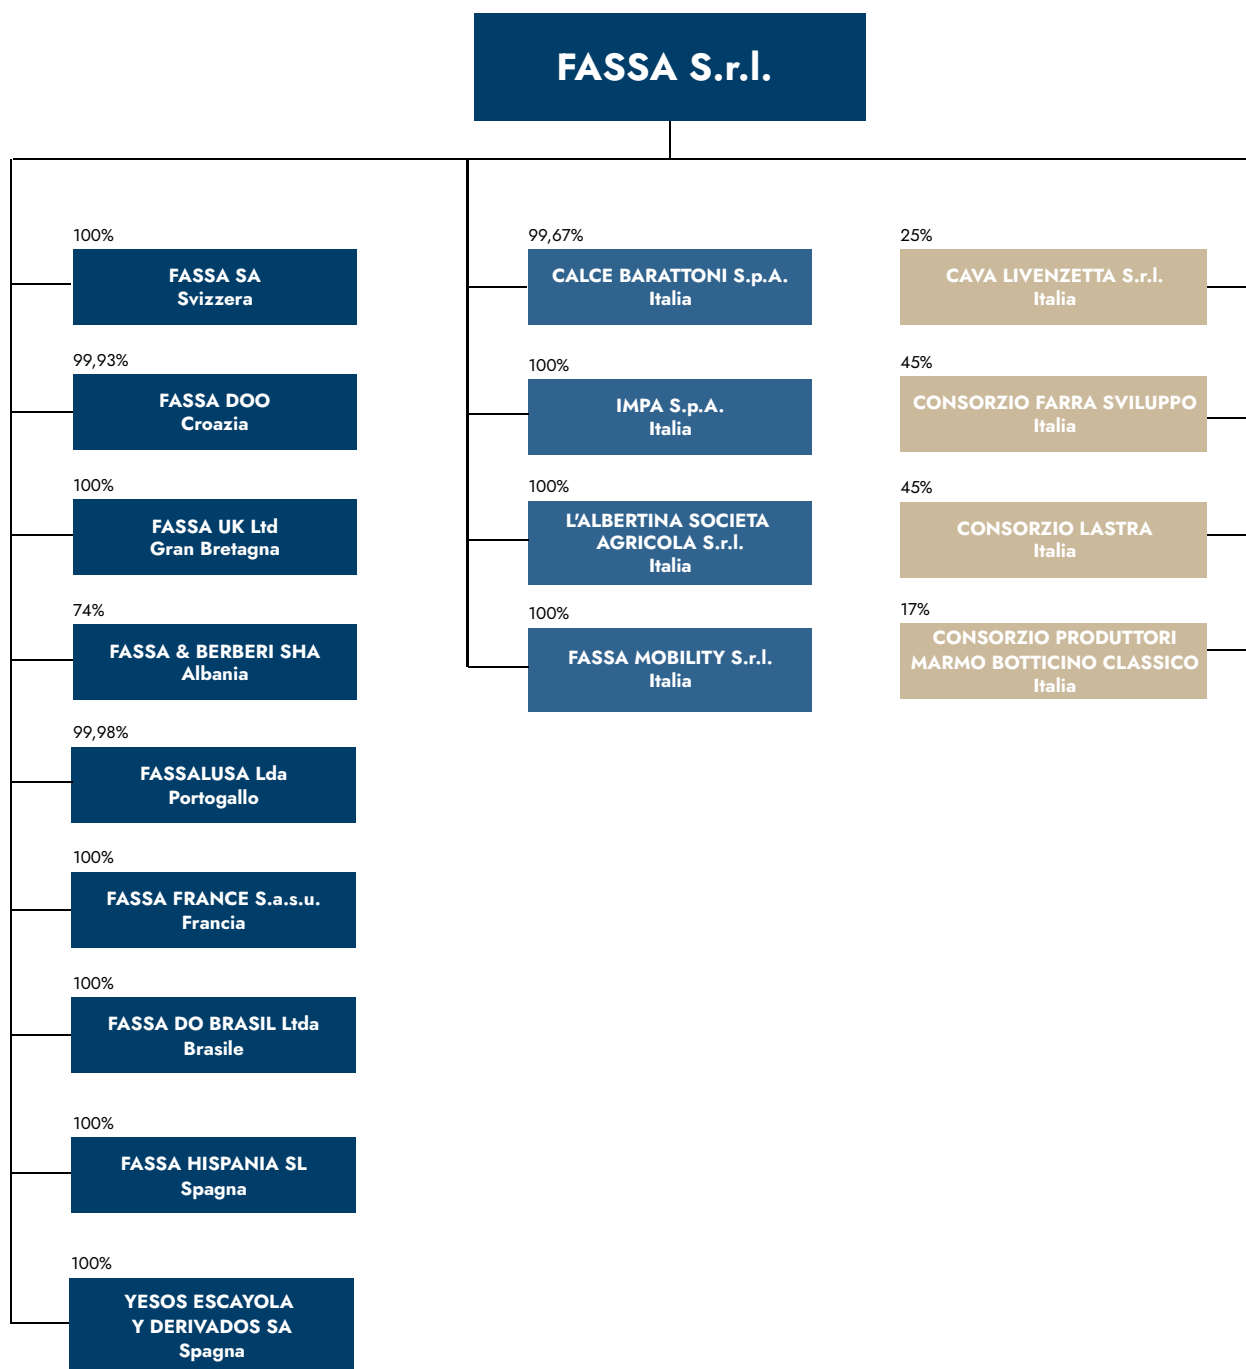 FASSA S.r.l.
100%
FASSA SA
Svizzera
99,93%
FASSA DOO
Croazia
100%
FASSA UK Ltd
Gran Bretagna
74%
FASSA & BERBERI SHA
Albania
99,98%
FASSALUSA Lda
Portogallo
100%
FASSA FRANCE S.a.s.u.
Francia
100%
FASSA DO BRASIL Ltda
Brasile
100%
FASSA HISPANIA SL
Spagna
100%
YESOS ESCAYOLA
Y DERIVADOS SA
Spagna
99,67%
CALCE BARATTONI S.p.A.
Italia
100%
IMPA S.p.A.
Italia
100%
L'ALBERTINA SOCIETA
AGRICOLA S.r.l.
Italia
100%
FASSA MOBILITY S.r.l.
Italia
25%
CAVA LIVENZETTA S.r.l.
Italia
45%
CONSORZIO FARRA SVILUPPO
Italia
45%
CONSORZIO LASTRA
Italia
17%
CONSORZIO PRODUTTORI
MARMO BOTTICINO CLASSICO
Italia